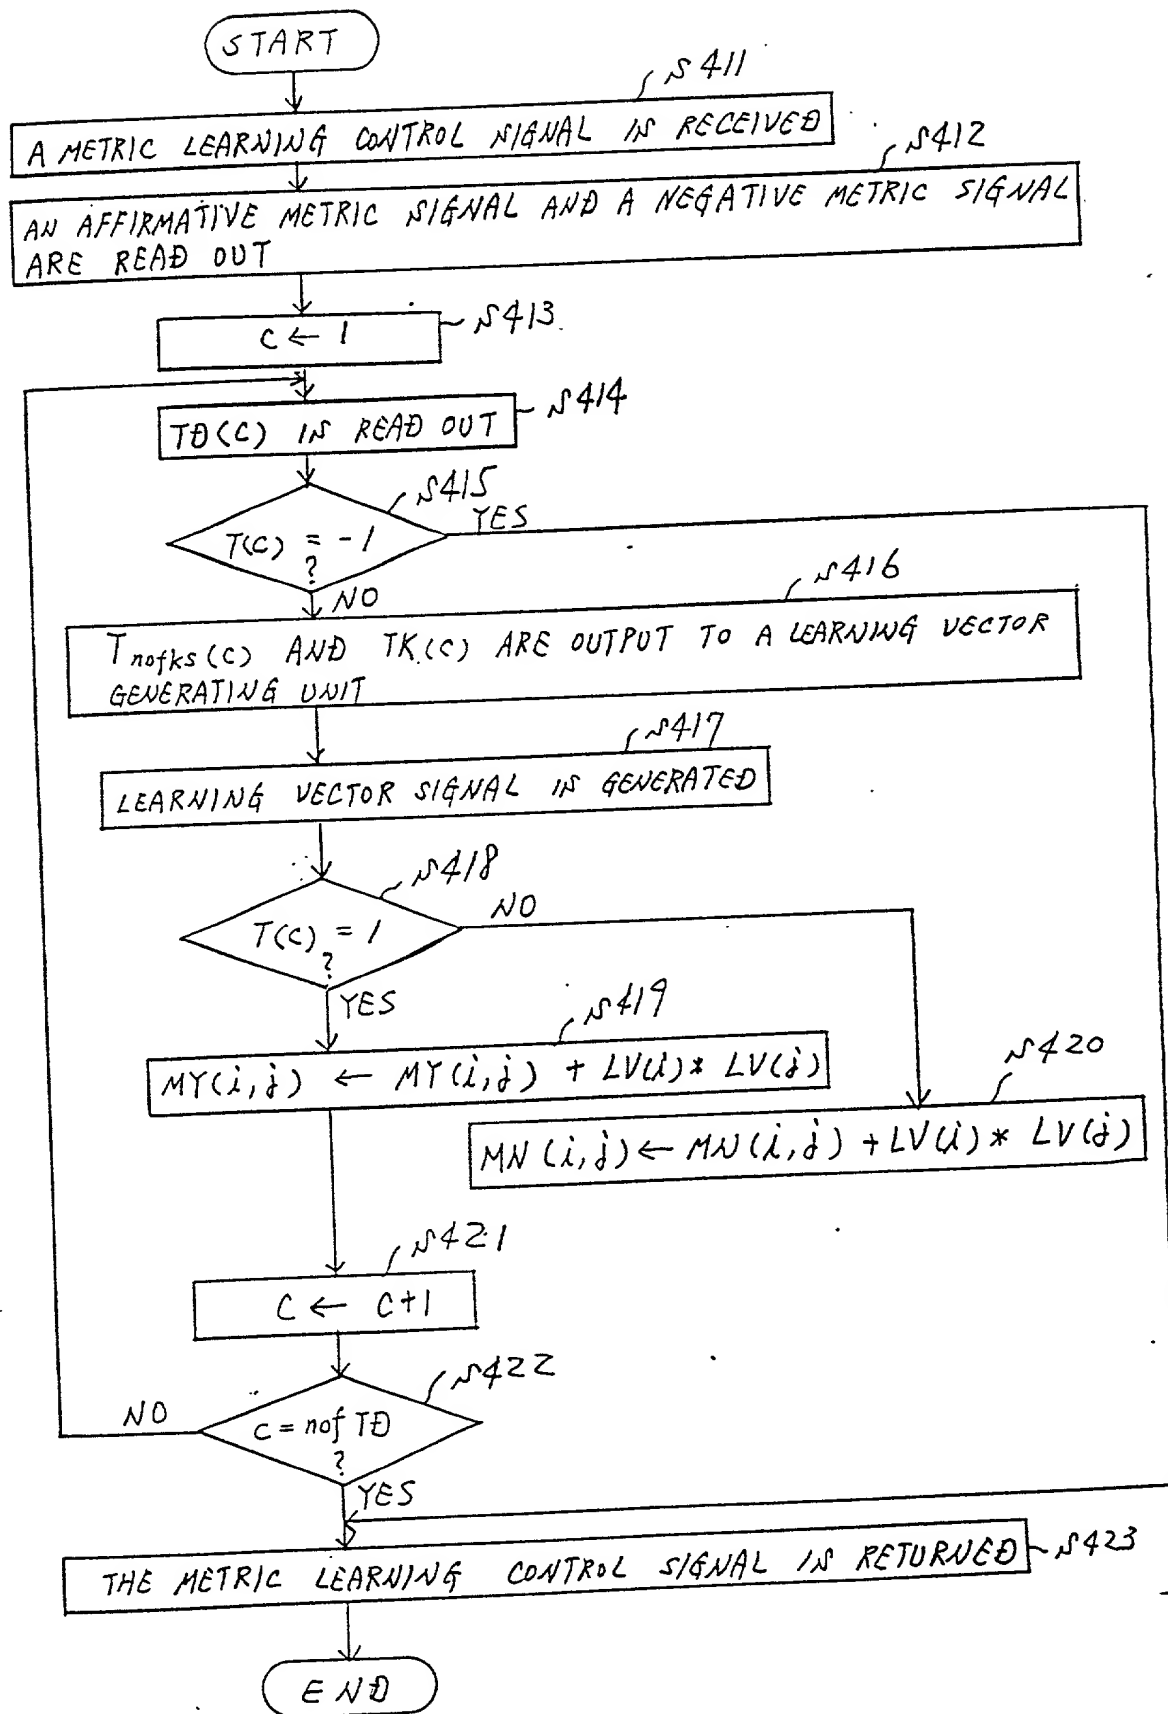 START
S411
A METRIC LEARNING CONTROL SIGNAL IS RECEIVED
S412
AN AFFIRMATIVE METRIC SIGNAL AND A NEGATIVE METRIC SIGNAL
ARE READ OUT
S413
C ← 1
S414
TD(C) IS READ OUT
S415
T(C) = -1
?
YES
NO
S416
Tnofks(C) AND TK(C) ARE OUTPUT TO A LEARNING VECTOR
GENERATING UNIT
S417
LEARNING VECTOR SIGNAL IS GENERATED
S418
T(C) = 1
?
NO
YES
S419
MY(i,j) ← MY(i,j) + LV(i)* LV(j)
S420
MN(i,j) ← MN(i,j) + LV(i)* LV(j)
S421
C ← C+1
S422
C = nof TD
?
NO
YES
THE METRIC LEARNING CONTROL SIGNAL IS RETURNED
S423
END